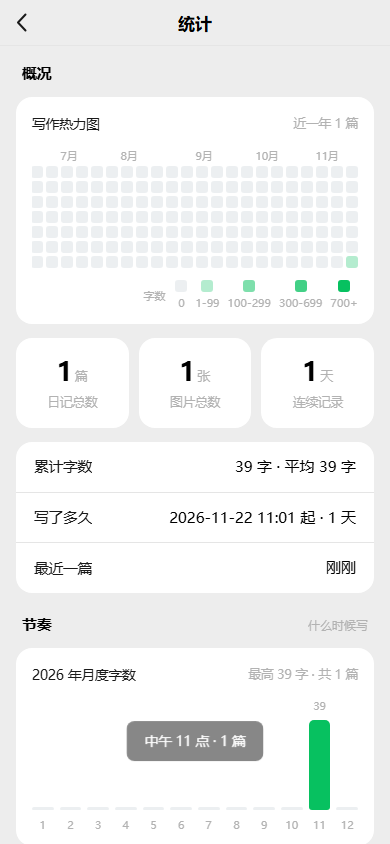 统计
概况
写作热力图 近一年 1 篇
7月 8月 9月 10月 11月
字数 0 1-99 100-299 300-699 700+
1 篇 1 张 1 天
日记总数 图片总数 连续记录
累计字数 39 字 · 平均 39 字
写了多久 2026-11-22 11:01 起 · 1 天
最近一篇 刚刚
节奏 什么时候写
2026 年月度字数 最高 39 字 · 共 1 篇
39
中午 11 点 · 1 篇
1 2 3 4 5 6 7 8 9 10 11 12